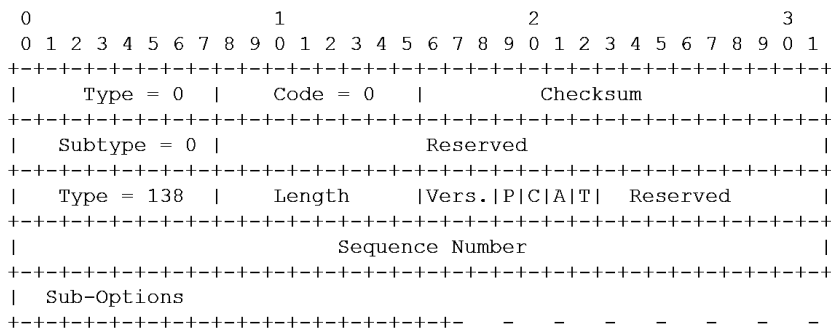 0                   1                   2                   3
 0 1 2 3 4 5 6 7 8 9 0 1 2 3 4 5 6 7 8 9 0 1 2 3 4 5 6 7 8 9 0 1
+-+-+-+-+-+-+-+-+-+-+-+-+-+-+-+-+-+-+-+-+-+-+-+-+-+-+-+-+-+-+-+-+
|     Type = 0  |    Code = 0   |         Checksum              |
+-+-+-+-+-+-+-+-+-+-+-+-+-+-+-+-+-+-+-+-+-+-+-+-+-+-+-+-+-+-+-+-+
|   Subtype = 0 |                Reserved                       |
+-+-+-+-+-+-+-+-+-+-+-+-+-+-+-+-+-+-+-+-+-+-+-+-+-+-+-+-+-+-+-+-+
|   Type = 138  |    Length     |Vers.|P|C|A|T|  Reserved       |
+-+-+-+-+-+-+-+-+-+-+-+-+-+-+-+-+-+-+-+-+-+-+-+-+-+-+-+-+-+-+-+-+
|                         Sequence Number                       |
+-+-+-+-+-+-+-+-+-+-+-+-+-+-+-+-+-+-+-+-+-+-+-+-+-+-+-+-+-+-+-+-+
|  Sub-Options
+-+-+-+-+-+-+-+-+-+-+-+-+-+-+-+-+-+-   -     -     -     -     -   -